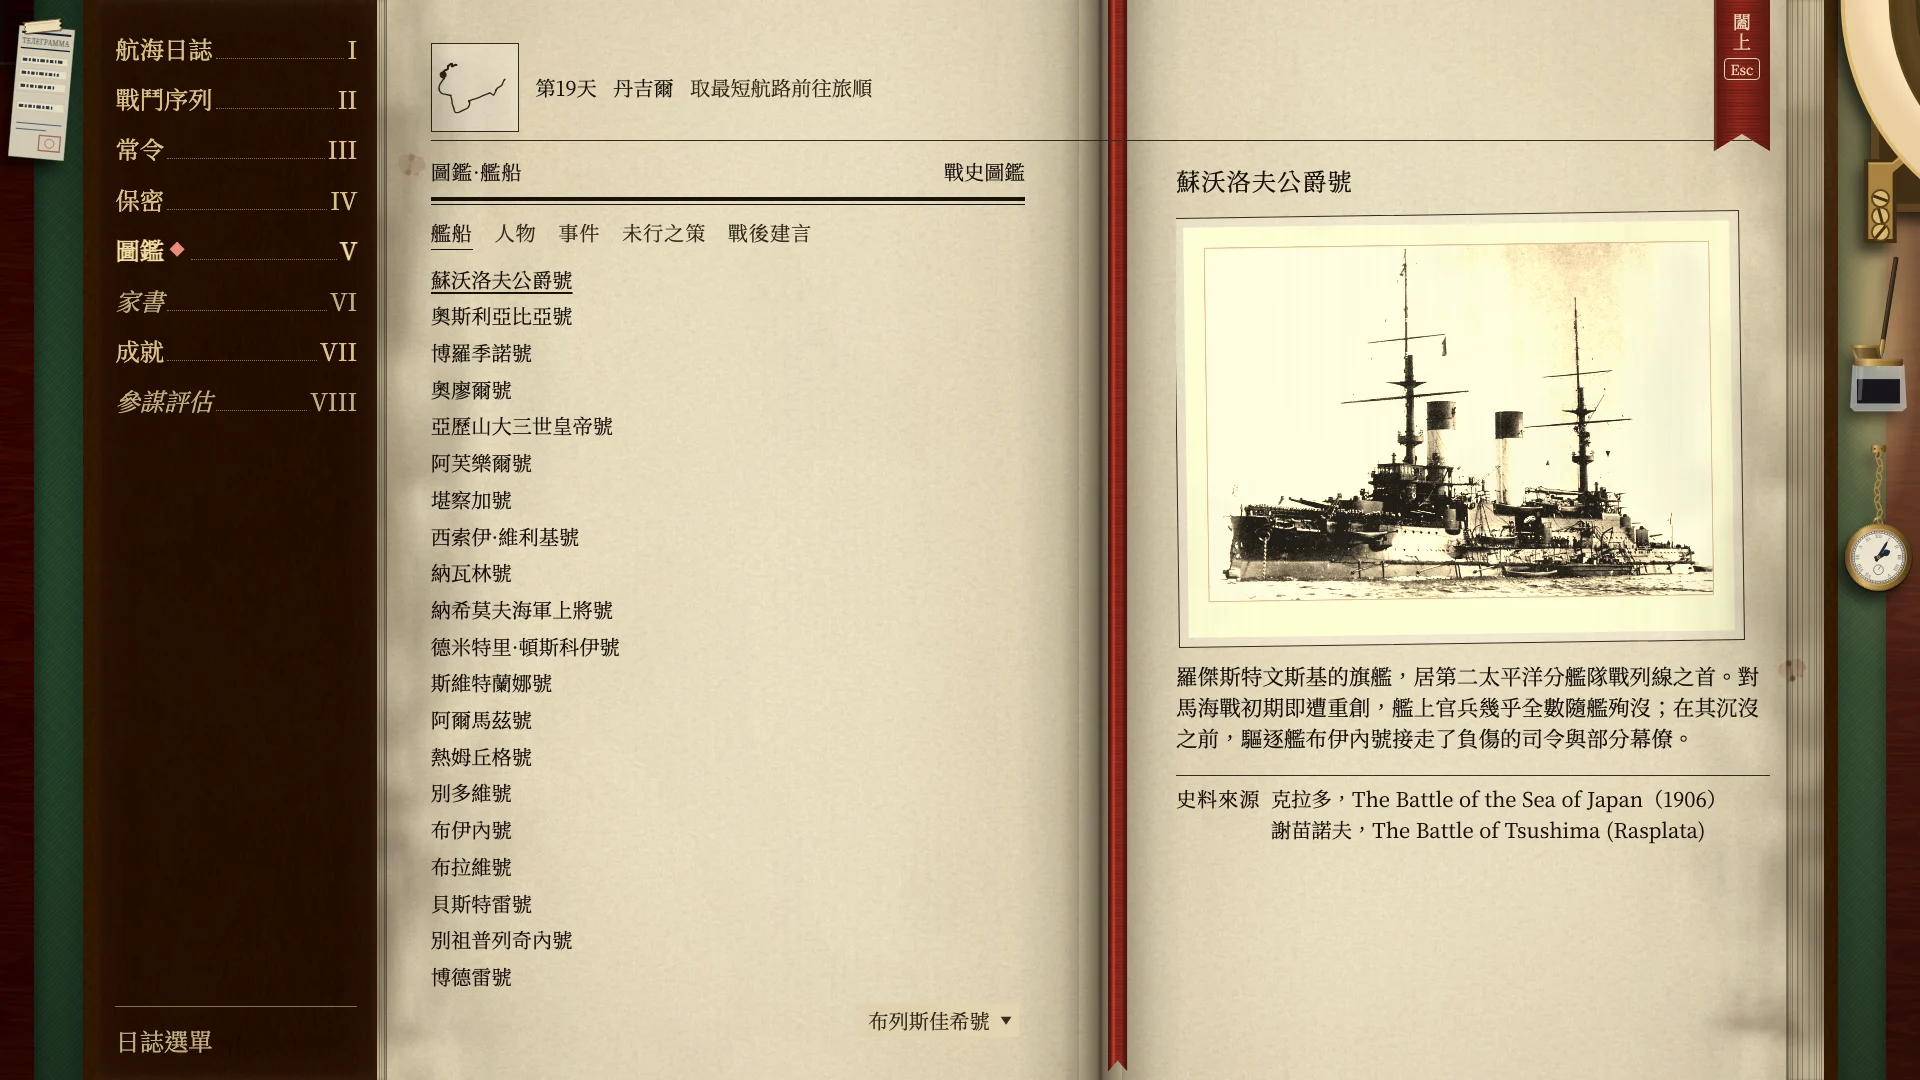 ТЕЛЕГРАММА
航海日誌 I
戰鬥序列 II
常令 III
保密 IV
圖鑑 V
家書 VI
成就 VII
參謀評估 VIII
日誌選單
第19天 丹吉爾 取最短航路前往旅順
圖鑑·艦船 戰史圖鑑
艦船 人物 事件 未行之策 戰後建言
蘇沃洛夫公爵號
奧斯利亞比亞號
博羅季諾號
奧廖爾號
亞歷山大三世皇帝號
阿芙樂爾號
堪察加號
西索伊·維利基號
納瓦林號
納希莫夫海軍上將號
德米特里·頓斯科伊號
斯維特蘭娜號
阿爾馬茲號
熱姆丘格號
別多維號
布伊內號
布拉維號
貝斯特雷號
別祖普列奇內號
博德雷號
布列斯佳希號 ▼
闔上
Esc
蘇沃洛夫公爵號
羅傑斯特文斯基的旗艦，居第二太平洋分艦隊戰列線之首。對
馬海戰初期即遭重創，艦上官兵幾乎全數隨艦殉沒；在其沉沒
之前，驅逐艦布伊內號接走了負傷的司令與部分幕僚。
史料來源 克拉多，The Battle of the Sea of Japan（1906）
謝苗諾夫，The Battle of Tsushima (Rasplata)